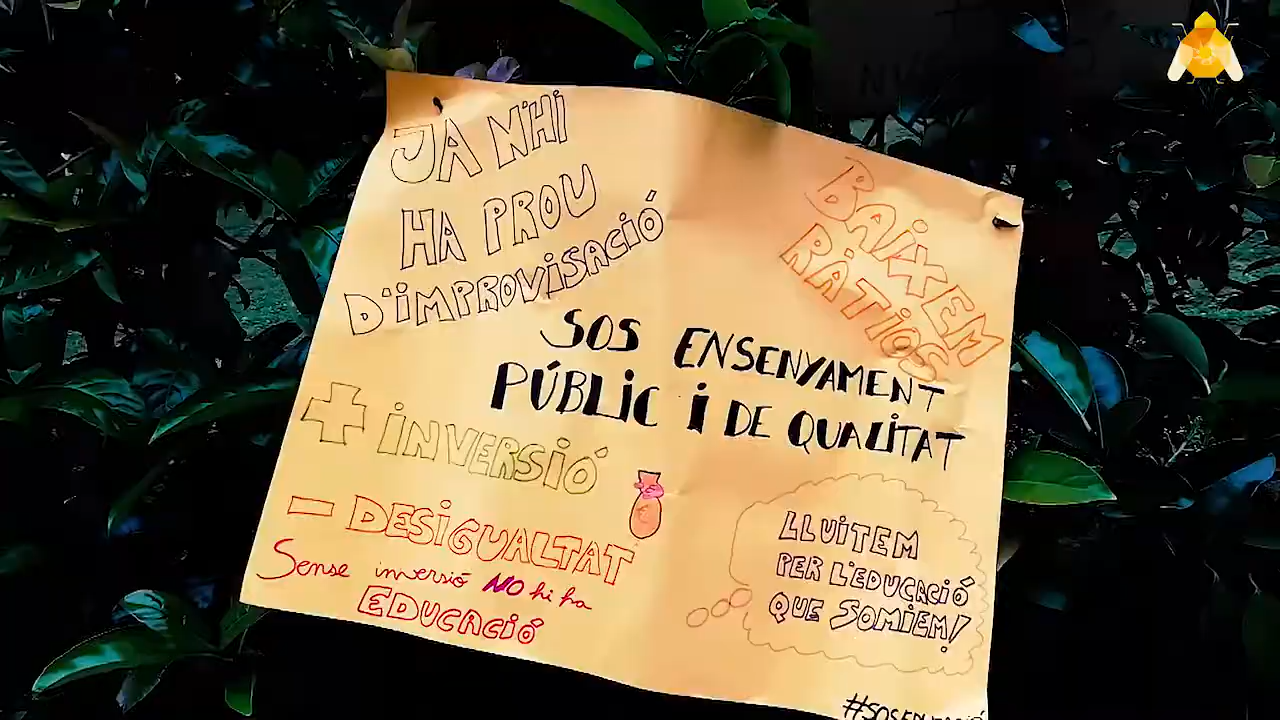 JA N'HI
HA PROU
D'IMPROVISACIÓ
BAIXEM
RÀTIOS
SOS ENSENYAMENT
PÚBLIC I DE QUALITAT
+ INVERSIÓ
- DESIGUALTAT
Sense inversió NO hi ha
EDUCACIÓ
LLUITEM
PER L'EDUCACIÓ
QUE SOMIEM!